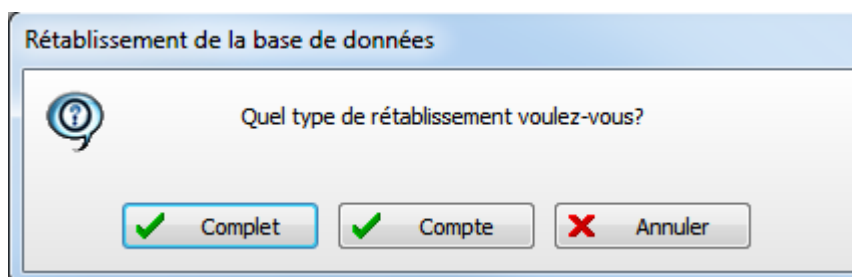 Rétablissement de la base de données
Quel type de rétablissement voulez-vous?
Complet Compte Annuler